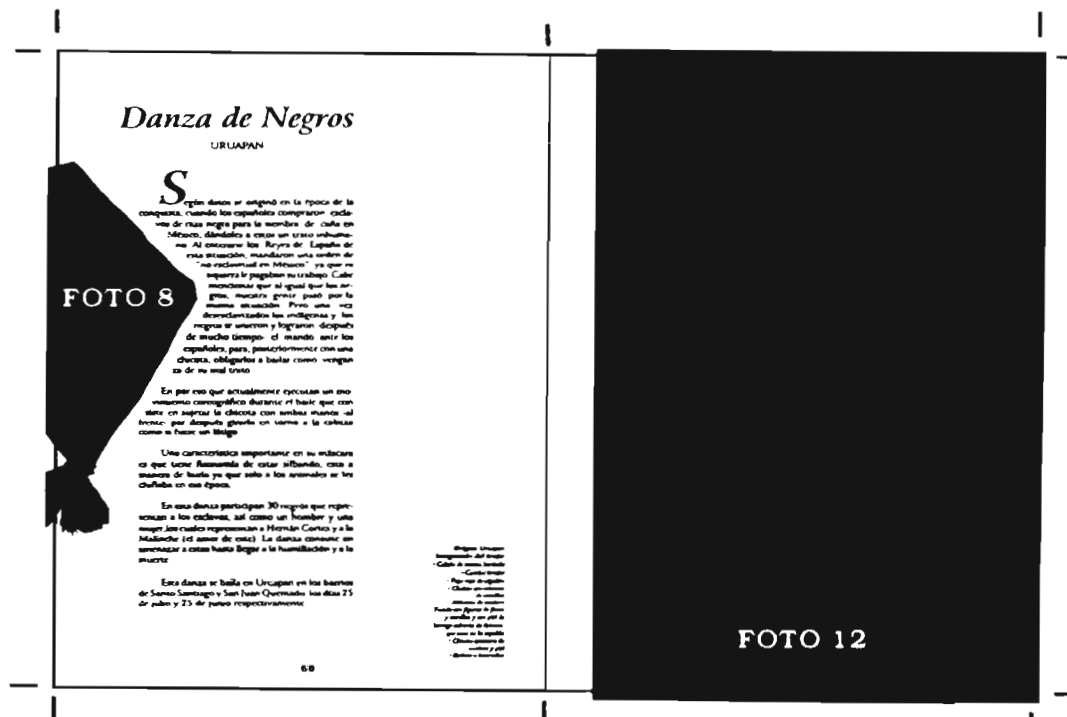 Danza de Negros
URUAPAN
Según datos se originó en la época de la
conquista, cuando los españoles compraron escla-
vos de raza negra para la siembra de caña en
México, dándoles a estos un trato inhuma-
no. Al enterarse los Reyes de España de
esta situación, mandaron una orden de
"no esclavitud en México" ya que ni
siquiera le pagaban su trabajo. Cabe
mencionar que al igual que los ne-
gros, nuestra gente pasó por la
misma situación. Pero una vez
desesclavizados los indígenas y los
negros se unieron y lograron después
de mucho tiempo el mando ante los
españoles, para, posteriormente con una
chicota, obligarlos a bailar como vengan
za de su mal trato
En por eso que actualmente ejecutan un mo-
vimiento coreográfico durante el baile que con
siste en sujetar la chicota con ambas manos -al
frente- par después girarlo en torno a la cabeza
como si fuese un látigo
Una característica importante en su máscara
es que tiene fisonomía de estar silbando, esto a
manera de burla ya que solo a los animales se les
chiflaba en esa época.
En esta danza participan 30 negros que repre-
sentan a los esclavos, así como un hombre y una
mujer los cuales representan a Hernán Cortés y a la
Malinche (el amor de este). La danza consiste en
amenazar a estos hasta llegar a la humillación y a la
muerte
Esta danza se baila en Uruapan en los barrios
de Santo Santiago y San Juan Quemado los días 25
de julio y 25 de junio respectivamente
Origen: Uruapan
FOTO 8
68
FOTO 12